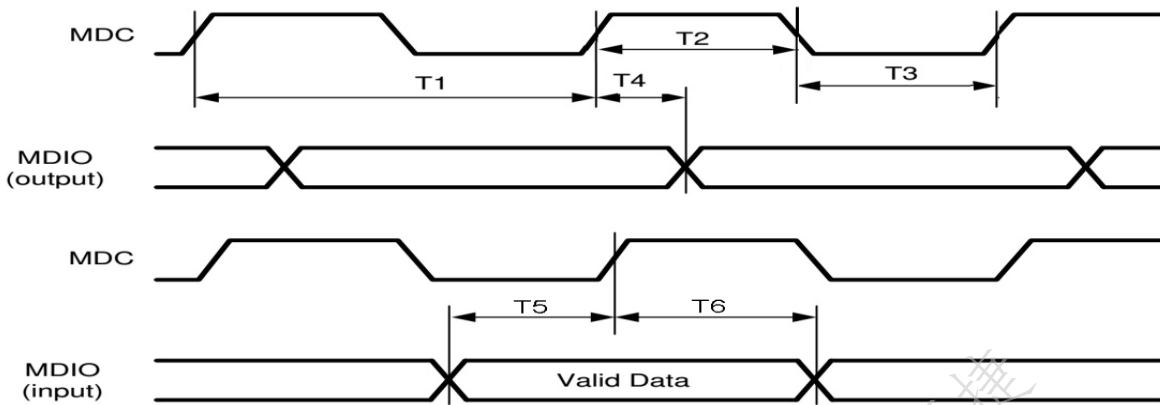 MDC
T1
T2
T3
T4
MDIO
(output)
MDC
T5
T6
MDIO
(input)
Valid Data